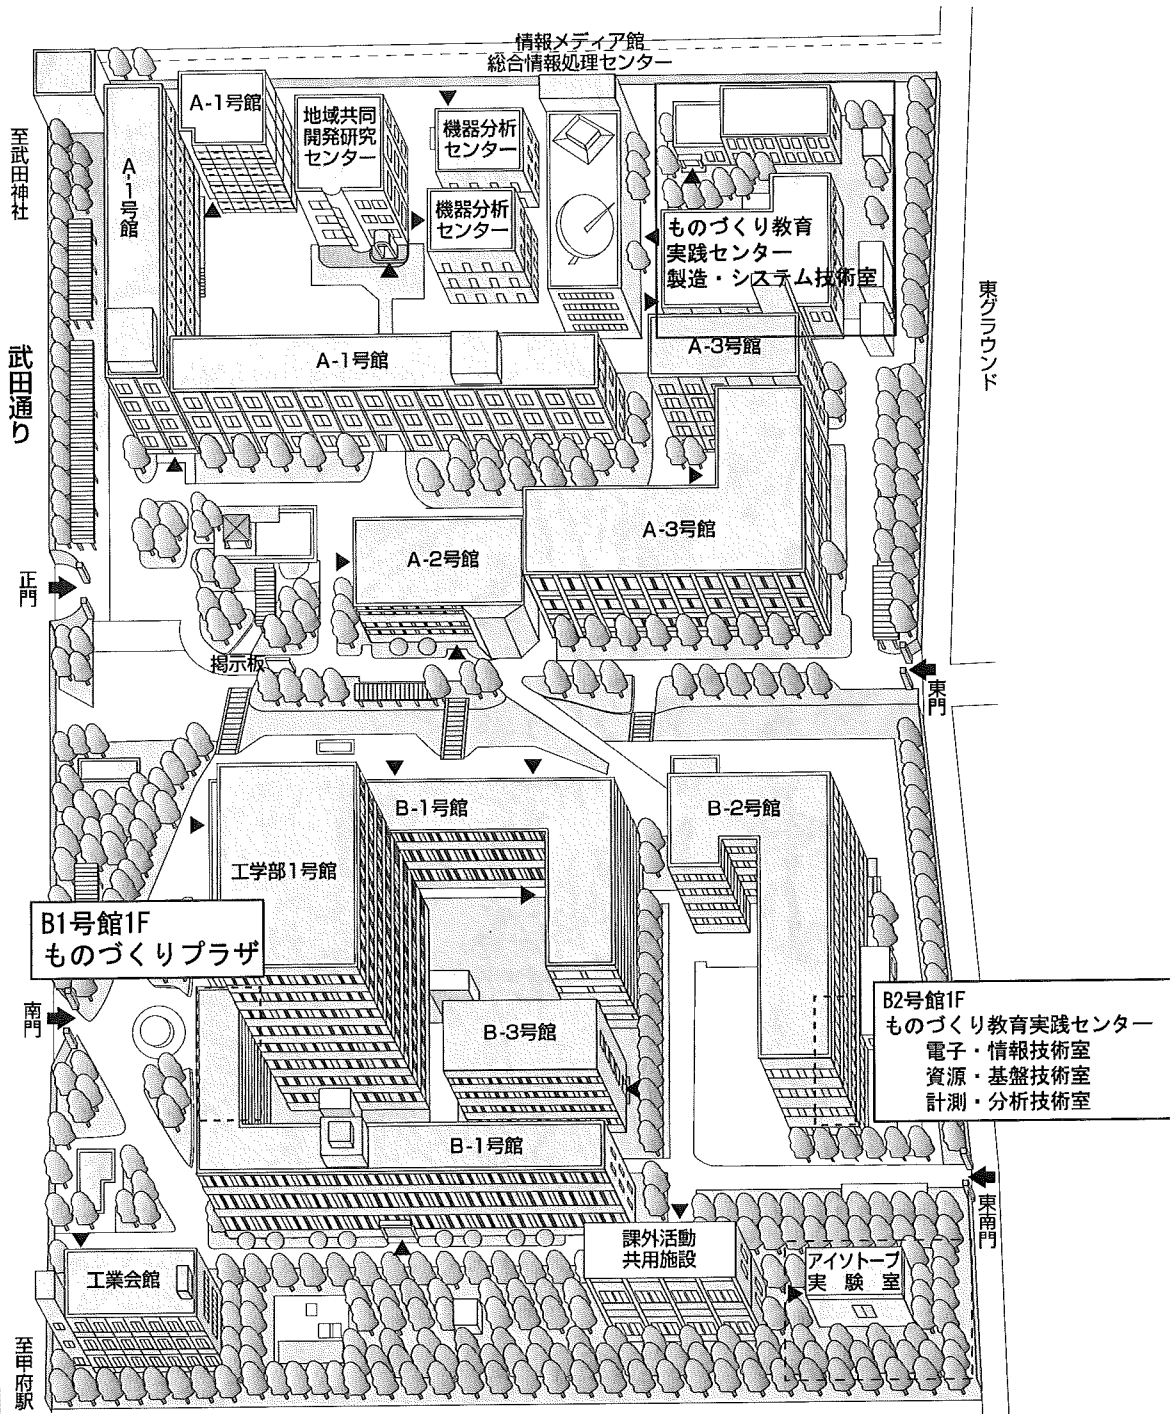 情報メディア館
総合情報処理センター
A-1号館
地域共同
開発研究
センター
機器分析
センター
機器分析
センター
A-1号館
至武田神社
ものづくり教育
実践センター
製造・システム技術室
東グラウンド
武田通り
A-1号館
A-3号館
A-3号館
A-2号館
正門
掲示板
東門
B-1号館
B-2号館
工学部1号館
B1号館1F
ものづくりプラザ
南門
B-3号館
B2号館1F
ものづくり教育実践センター
電子・情報技術室
資源・基盤技術室
計測・分析技術室
B-1号館
東南門
課外活動
共用施設
アイソトープ
実験室
工業会館
至甲府駅